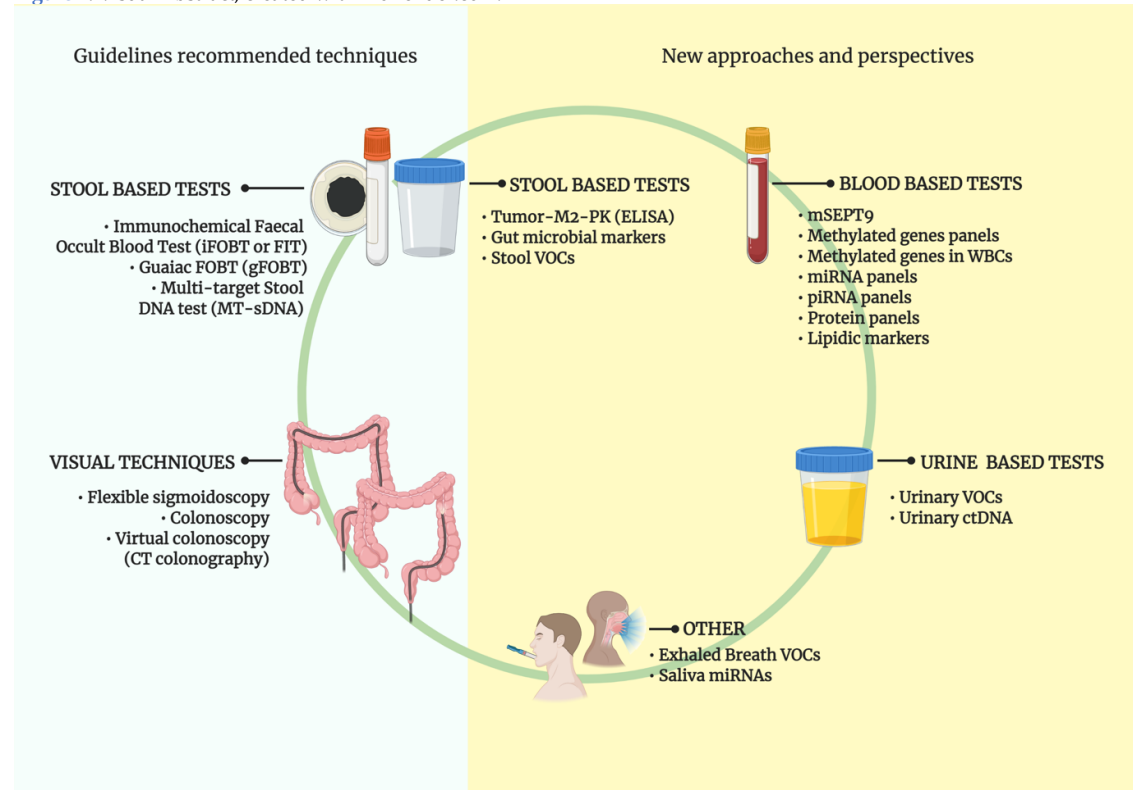 Guidelines recommended techniques
New approaches and perspectives
STOOL BASED TESTS
• Immunochemical Faecal
Occult Blood Test (iFOBT or FIT)
• Guaiac FOBT (gFOBT)
• Multi-target Stool
DNA test (MT-sDNA)
STOOL BASED TESTS
• Tumor-M2-PK (ELISA)
• Gut microbial markers
• Stool VOCs
BLOOD BASED TESTS
• mSEPT9
• Methylated genes panels
• Methylated genes in WBCs
• miRNA panels
• piRNA panels
• Protein panels
• Lipidic markers
VISUAL TECHNIQUES
• Flexible sigmoidoscopy
• Colonoscopy
• Virtual colonoscopy
(CT colonography)
URINE BASED TESTS
• Urinary VOCs
• Urinary ctDNA
OTHER
• Exhaled Breath VOCs
• Saliva miRNAs